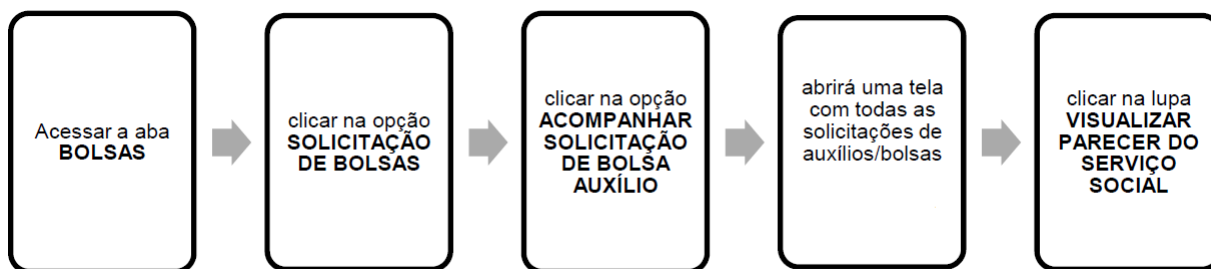 Acessar a aba
BOLSAS
clicar na opção
SOLICITAÇÃO
DE BOLSAS
clicar na opção
ACOMPANHAR
SOLICITAÇÃO
DE BOLSA
AUXÍLIO
abrirá uma tela
com todas as
solicitações de
auxílios/bolsas
clicar na lupa
VISUALIZAR
PARECER DO
SERVIÇO
SOCIAL